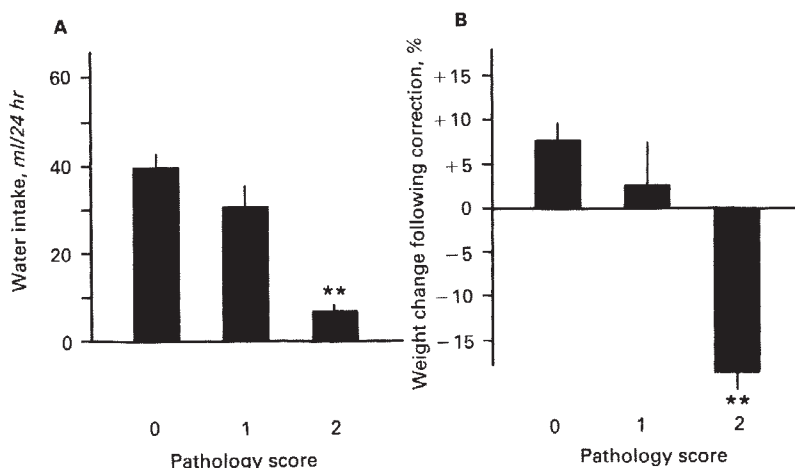 A
Water intake, ml/24 hr
60
40
20
0
**
0 1 2
Pathology score
B
Weight change following correction, %
+15
+10
+5
0
−5
−10
−15
**
0 1 2
Pathology score